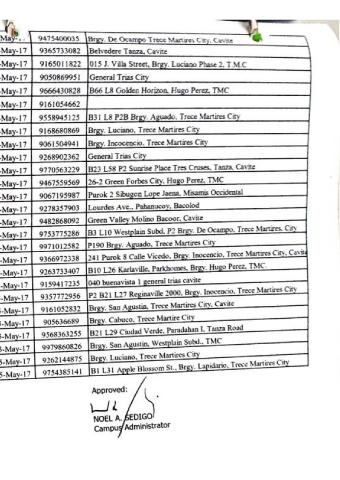 May-17 9475400035 Brgy. De Ocampo Trece Martires City, Cavite
-May-17 9365733082 Belvedere Tanza, Cavite
-May-17 9165011822 015 J. Villa Street, Brgy. Luciano Phase 2, T.M.C
-May-17 9050869951 General Trias City
-May-17 9666430828 B66 L8 Golden Horizon, Hugo Perez, TMC
-May-17 9161054662
-May-17 9558945125 B31 L8 P2B Brgy. Aguado, Trece Martires City
-May-17 9168680869 Brgy. Luciano, Trece Martires City
-May-17 9061504941 Brgy. Incocencio, Trece Martires City
-May-17 9268902362 General Trias City
-May-17 9770563229 B23 L58 P2 Sunrise Place Tres Cruses, Tanza, Cavite
-May-17 9467559569 26-2 Green Forbes City, Hugo Perez, TMC
-May-17 9067195987 Purok 2 Sibugon Lope Jaena, Misamis Occidental
-May-17 9278357903 Lourdes Ave., Pahanucoy, Bacolod
-May-17 9482868092 Green Valley Molino Bacoor, Cavite
-May-17 9753775286 B3 L10 Westplain Subd, P2 Brgy. De Ocampo, Trece Martires City
-May-17 9971012582 P190 Brgy. Aguado, Trece Martires City
-May-17 9366972338 241 Purok 8 Calle Vicedo, Brgy. Inocencio, Trece Martires City, Cavite
-May-17 9263733407 B10 L26 Karlaville, Parkhomes, Brgy. Hugo Perez, TMC.
-May-17 9159417235 040 buenavista 1 general trias cavite
-May-17 9357772956 P2 B21 L27 Reginaville 2000, Brgy. Inocencio, Trece Martires City
-May-17 9161052832 Brgy. San Agustin, Trece Martires City, Cavite
-May-17 905636689 Brgy. Cabuco, Trece Martire City
-May-17 9568363255 B21 L29 Ciudad Verde, Paradahan I, Tanza Road
5-May-17 9979860826 Brgy. San Agustin, Westplain Subd., TMC
5-May-17 9262144875 Brgy. Luciano, Trece Martires City
5-May-17 9754385141 B1 L31 Apple Blossom St., Brgy. Lapidario, Trece Martires City
Approved:
NOEL A. SEDIGO
Campus Administrator